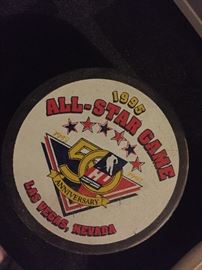 1995
ALL-STAR GAME
50
ANNIVERSARY
LAS VEGAS, NEVADA